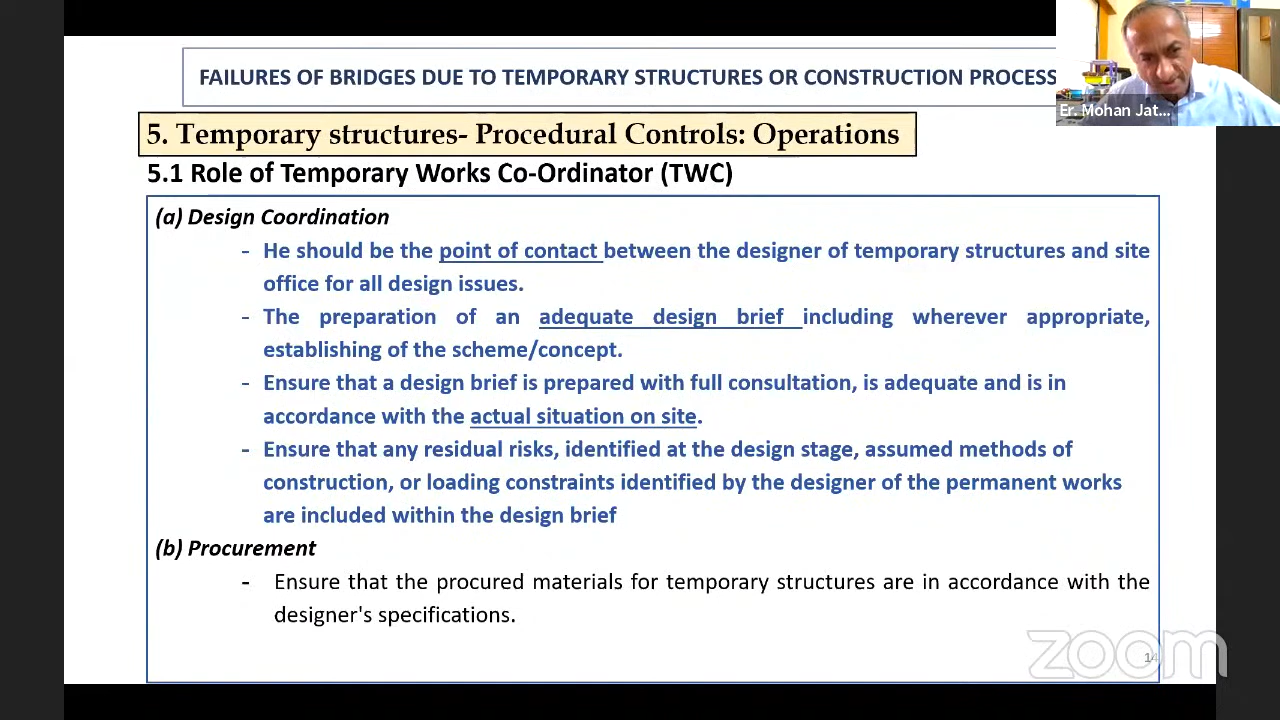 FAILURES OF BRIDGES DUE TO TEMPORARY STRUCTURES OR CONSTRUCTION PROCESS
Er. Mohan Jat...
5. Temporary structures- Procedural Controls: Operations
5.1 Role of Temporary Works Co-Ordinator (TWC)
(a) Design Coordination
- He should be the point of contact between the designer of temporary structures and site
office for all design issues.
- The preparation of an adequate design brief including wherever appropriate,
establishing of the scheme/concept.
- Ensure that a design brief is prepared with full consultation, is adequate and is in
accordance with the actual situation on site.
- Ensure that any residual risks, identified at the design stage, assumed methods of
construction, or loading constraints identified by the designer of the permanent works
are included within the design brief
(b) Procurement
- Ensure that the procured materials for temporary structures are in accordance with the
designer's specifications.
zoom
14